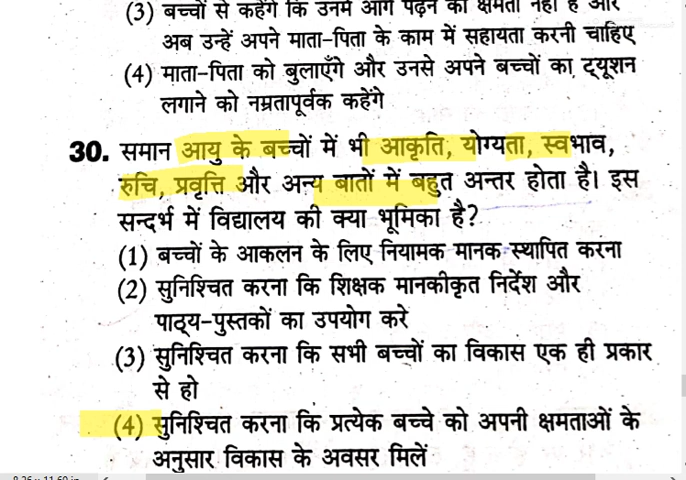 (3) बच्चों से कहेंगे कि उनमें आगे पढ़ने की क्षमता नहीं है और
अब उन्हें अपने माता-पिता के काम में सहायता करनी चाहिए
(4) माता-पिता को बुलाएँगे और उनसे अपने बच्चों का ट्यूशन
लगाने को नम्रतापूर्वक कहेंगे
30. समान आयु के बच्चों में भी आकृति, योग्यता, स्वभाव,
रुचि, प्रवृत्ति और अन्य बातों में बहुत अन्तर होता है। इस
सन्दर्भ में विद्यालय की क्या भूमिका है?
(1) बच्चों के आकलन के लिए नियामक मानक स्थापित करना
(2) सुनिश्चित करना कि शिक्षक मानकीकृत निर्देश और
पाठ्य-पुस्तकों का उपयोग करे
(3) सुनिश्चित करना कि सभी बच्चों का विकास एक ही प्रकार
से हो
(4) सुनिश्चित करना कि प्रत्येक बच्चे को अपनी क्षमताओं के
अनुसार विकास के अवसर मिलें